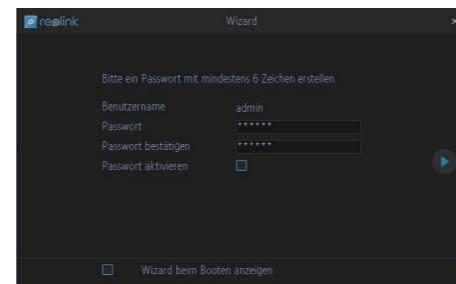 reolink Wizard ×
Bitte ein Passwort mit mindestens 6 Zeichen erstellen
Benutzername admin
Passwort ******
Passwort bestätigen ******
Passwort aktivieren
Wizard beim Booten anzeigen